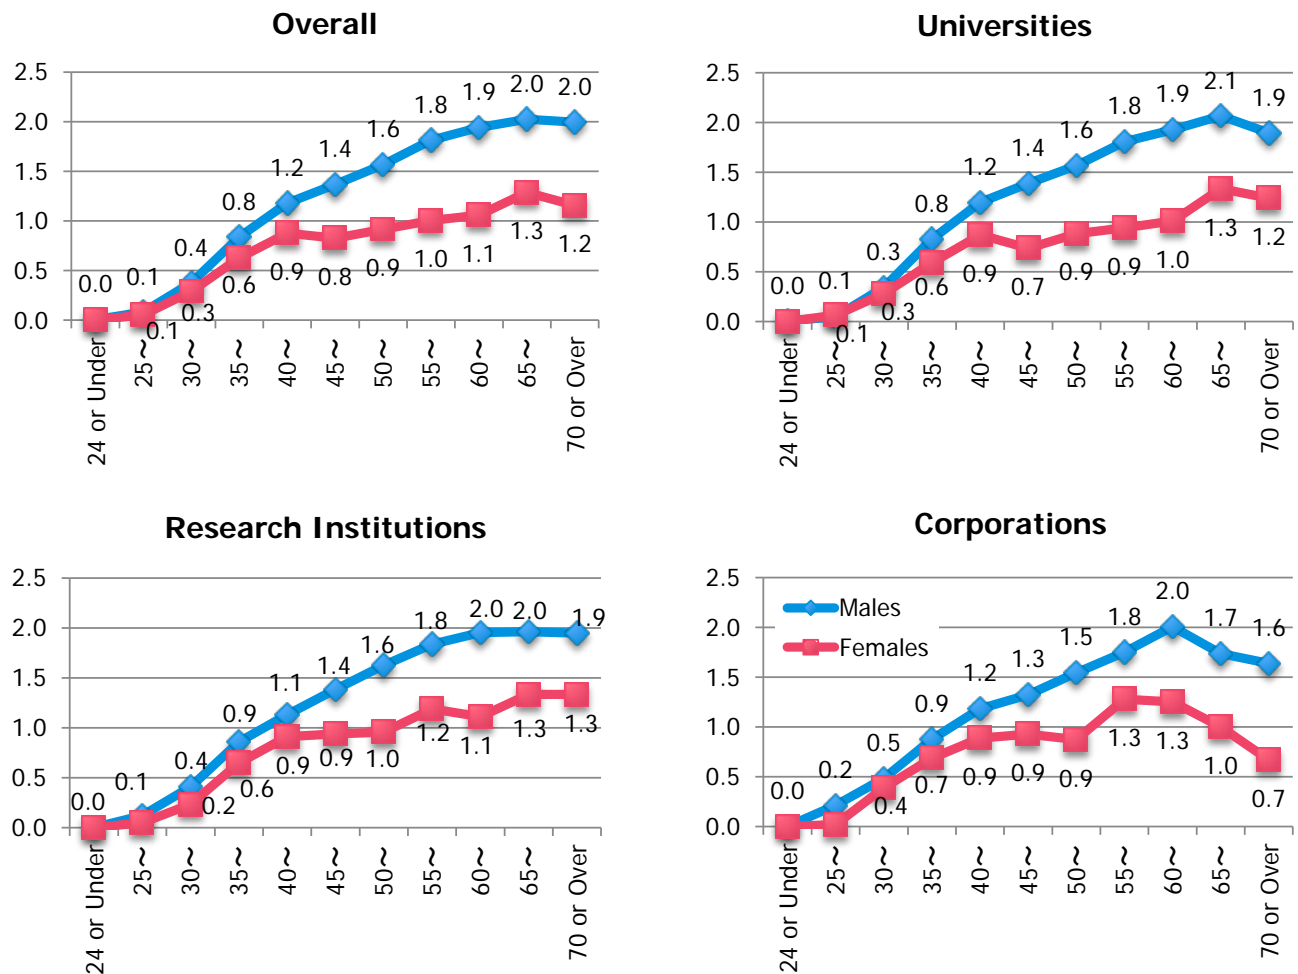 Overall
2.5
2.0
1.5
1.0
0.5
0.0
0.0 0.1 0.4 0.8 1.2 1.4 1.6 1.8 1.9 2.0 2.0
0.1 0.3 0.6 0.9 0.8 0.9 1.0 1.1 1.3 1.2
24 or Under 25~ 30~ 35~ 40~ 45~ 50~ 55~ 60~ 65~ 70 or Over
Universities
2.5
2.0
1.5
1.0
0.5
0.0
0.0 0.1 0.3 0.8 1.2 1.4 1.6 1.8 1.9 2.1 1.9
0.1 0.3 0.6 0.9 0.7 0.9 0.9 1.0 1.3 1.2
24 or Under 25~ 30~ 35~ 40~ 45~ 50~ 55~ 60~ 65~ 70 or Over
Research Institutions
2.5
2.0
1.5
1.0
0.5
0.0
0.0 0.1 0.4 0.9 1.1 1.4 1.6 1.8 2.0 2.0 1.9
0.2 0.6 0.9 0.9 1.0 1.2 1.1 1.3 1.3
24 or Under 25~ 30~ 35~ 40~ 45~ 50~ 55~ 60~ 65~ 70 or Over
Corporations
2.5
2.0
1.5
1.0
0.5
0.0
Males
Females
0.0 0.2 0.5 0.9 1.2 1.3 1.5 1.8 2.0 1.7 1.6
0.4 0.7 0.9 0.9 0.9 1.3 1.3 1.0 0.7
24 or Under 25~ 30~ 35~ 40~ 45~ 50~ 55~ 60~ 65~ 70 or Over